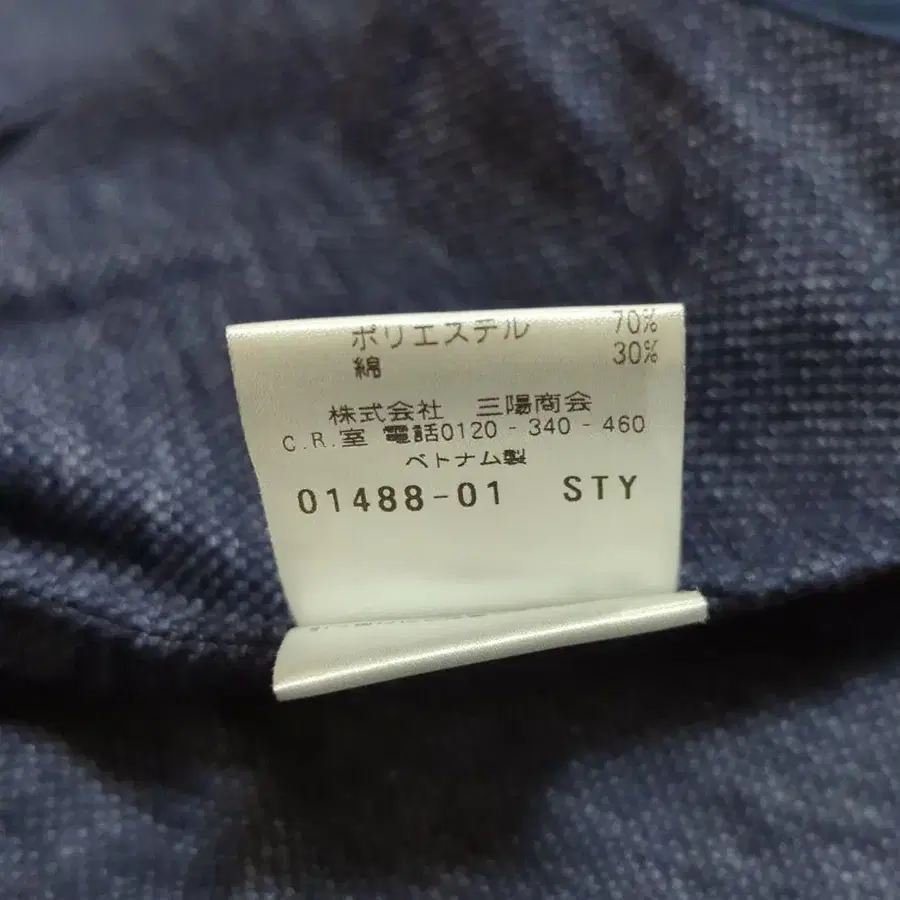 ポリエステル 70%
綿 30%
株式会社 三陽商会
C.R.室 電話0120-340-460
ベトナム製
01488-01 STY